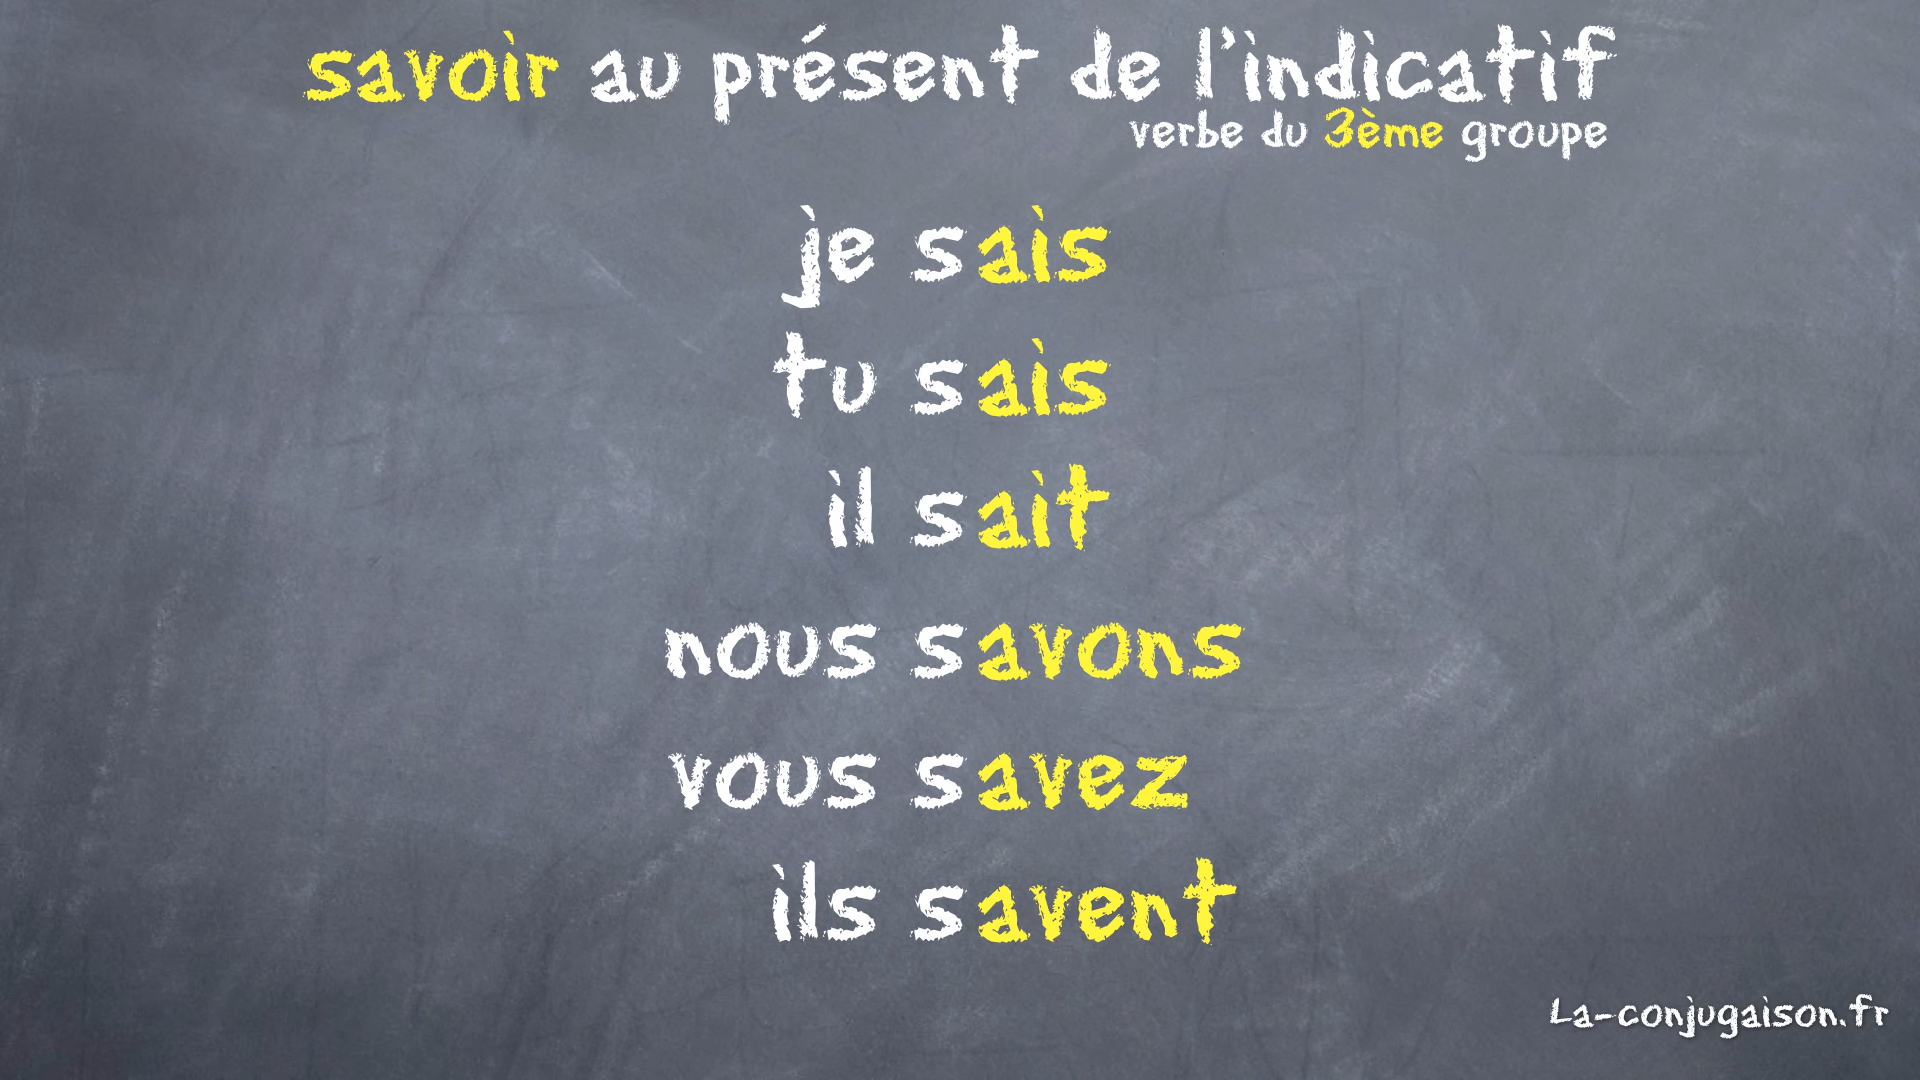 savoir au présent de l'indicatif
verbe du 3ème groupe
je sais
tu sais
il sait
nous savons
vous savez
ils savent
La-conjugaison.fr